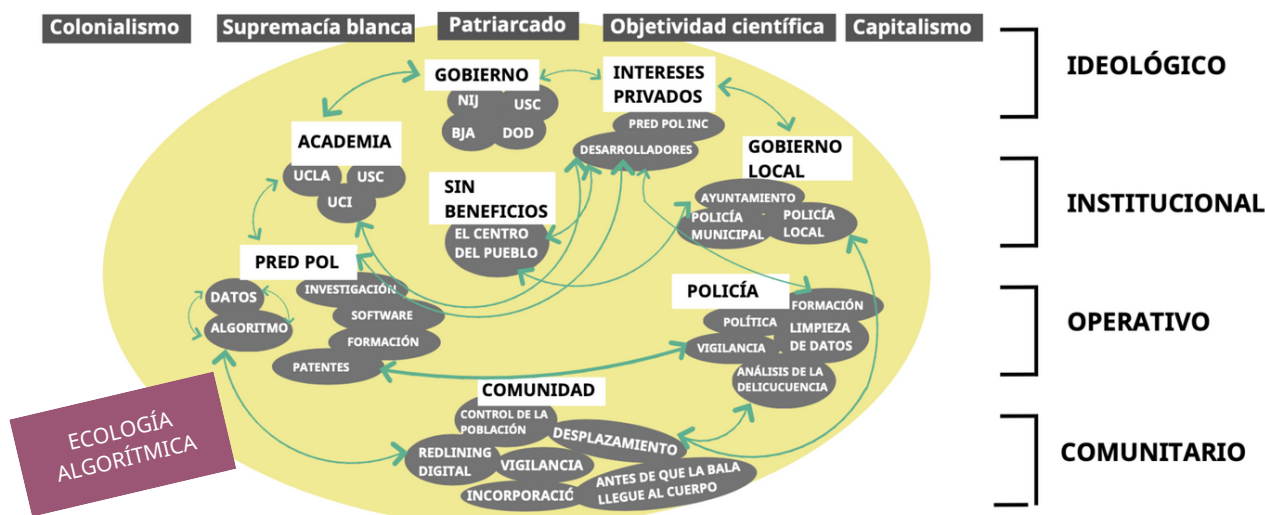 Colonialismo
Supremacía blanca
Patriarcado
Objetividad científica
Capitalismo
IDEOLÓGICO
GOBIERNO
NIJ
USC
BJA
DOD
INTERESES
PRIVADOS
PRED POL INC
DESARROLLADORES
ACADEMIA
UCLA
USC
UCI
GOBIERNO
LOCAL
AYUNTAMIENTO
POLICÍA
MUNICIPAL
POLICÍA
LOCAL
SIN
BENEFICIOS
EL CENTRO
DEL PUEBLO
INSTITUCIONAL
PRED POL
DATOS
ALGORITMO
INVESTIGACIÓN
SOFTWARE
FORMACIÓN
PATENTES
POLICÍA
FORMACIÓN
POLÍTICA
LIMPIEZA
DE DATOS
VIGILANCIA
ANÁLISIS DE LA
DELICUCUENCIA
OPERATIVO
COMUNIDAD
CONTROL DE LA
POBLACIÓN
DESPLAZAMIENTO
REDLINING
DIGITAL
VIGILANCIA
INCORPORACIÓ
ANTES DE QUE LA BALA
LLEGUE AL CUERPO
COMUNITARIO
ECOLOGÍA
ALGORÍTMICA